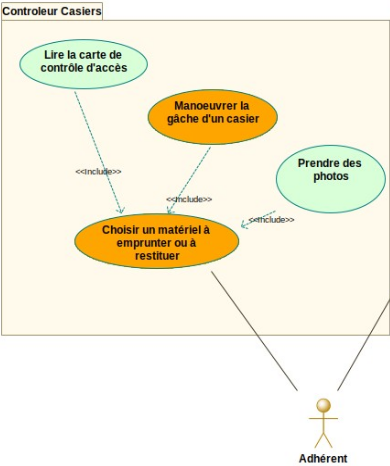 Controleur Casiers
Lire la carte de
contrôle d'accès
Manoeuvrer la
gâche d'un casier
Prendre des
photos
<<Include>>
<<Include>>
<<Include>>
Choisir un matériel à
emprunter ou à
restituer
Adhérent